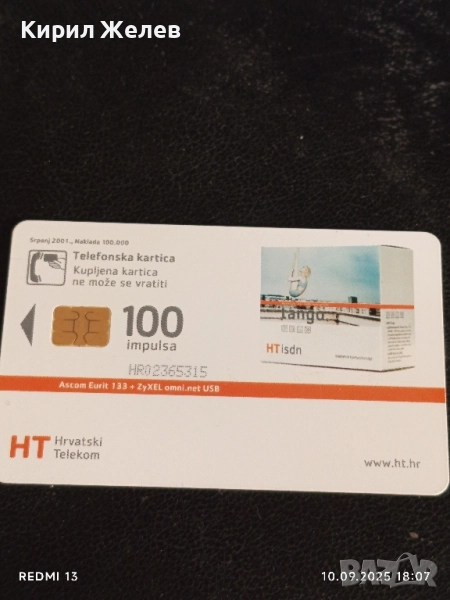 Кирил Желев
Srpanj 2001., Naklada 100.000
Telefonska kartica
Kupljena kartica
ne može se vratiti
100
impulsa
HR02365315
tango
HTisdn
Ascom Eurit 133 + ZyXEL omni.net USB
HT Hrvatski
Telekom
www.ht.hr
REDMI 13
10.09.2025 18:07
BAZAR